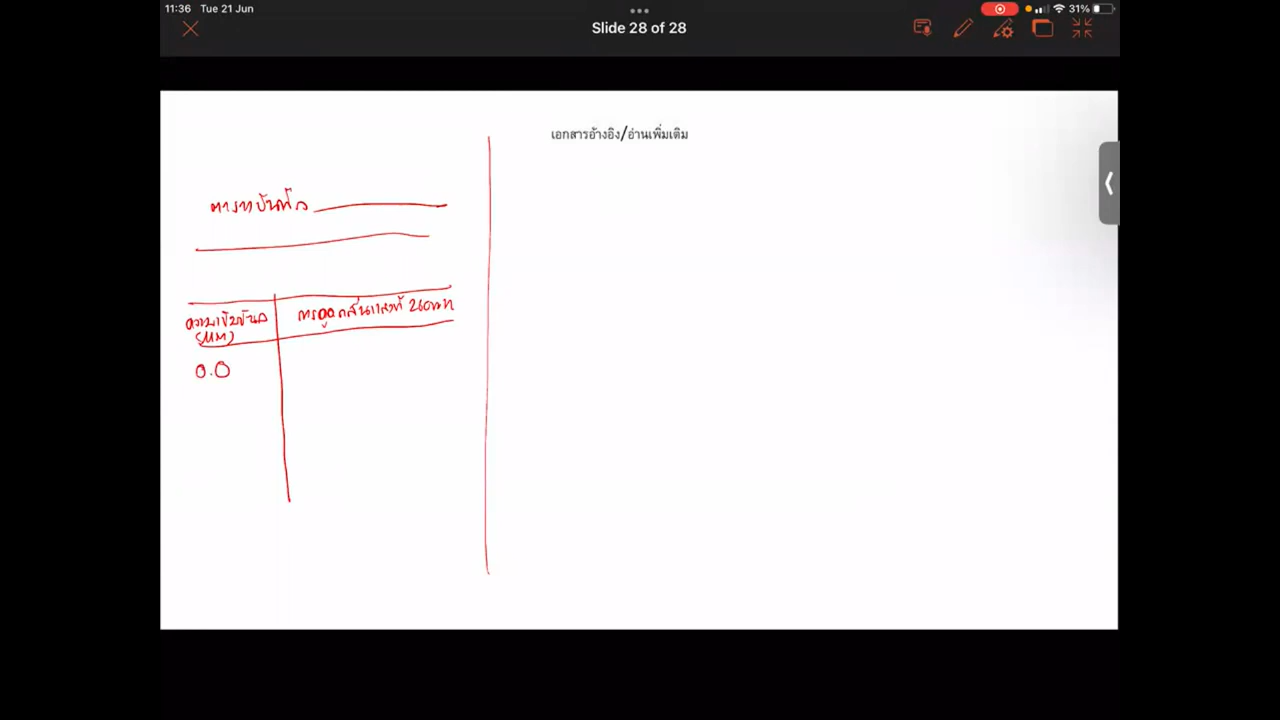 11:36 Tue 21 Jun
31%
Slide 28 of 28
เอกสารอ้างอิง/อ่านเพิ่มเติม
ตารางบันทึก
ความเข้มข้น
(μM)
การดูดกลืนแสงที่ 260 nm
0.0